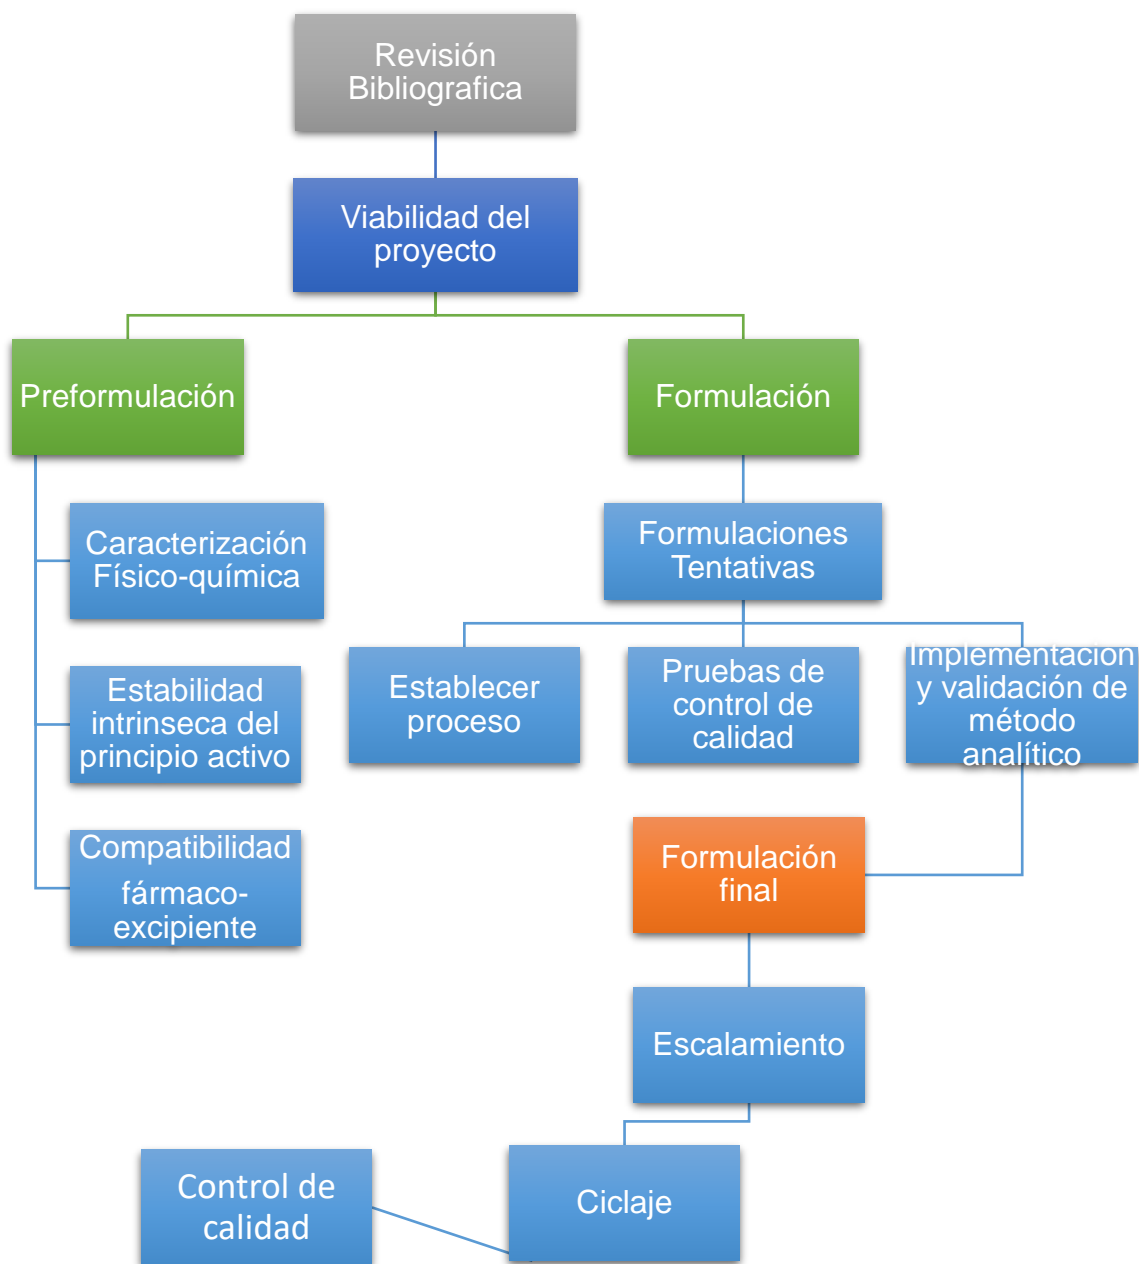 Revisión
Bibliografica
Viabilidad del
proyecto
Preformulación
Formulación
Caracterización
Físico-química
Formulaciones
Tentativas
Estabilidad
intrinseca del
principio activo
Establecer
proceso
Pruebas de
control de
calidad
Implementación
y validación de
método
analítico
Compatibilidad
fármaco-
excipiente
Formulación
final
Escalamiento
Control de
calidad
Ciclaje